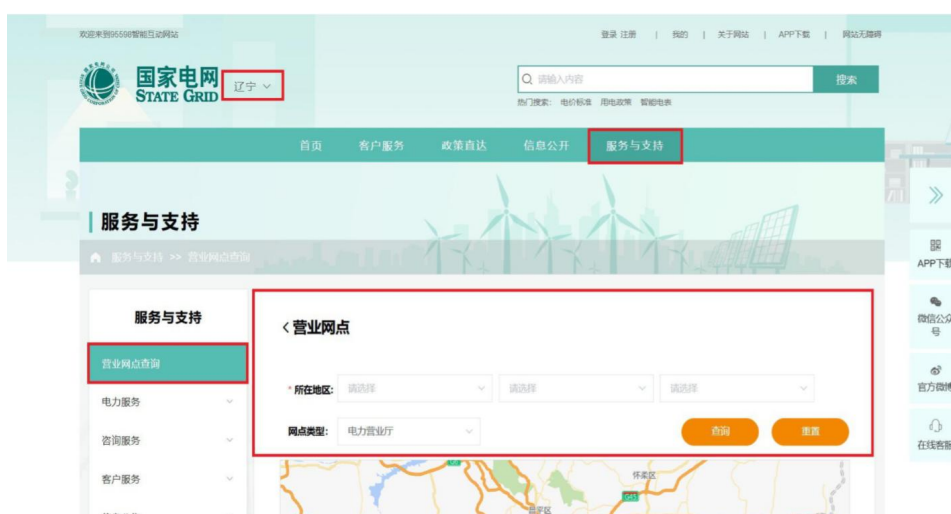 欢迎来到95598智能互动网站
登录 注册 | 我的 | 关于网站 | APP下载 | 网站无障碍
国家电网
STATE GRID
辽宁
请输入内容
搜索
热门搜索: 电价标准 用电政策 智能电表
首页 客户服务 政策直达 信息公开 服务与支持
服务与支持
服务与支持 >> 营业网点查询
APP下载
微信公众号
官方微博
在线客服
服务与支持
营业网点查询
电力服务
咨询服务
客户服务
营业网点
* 所在地区: 请选择 请选择 请选择
网点类型: 电力营业厅
查询 重置
怀柔区
昌平区